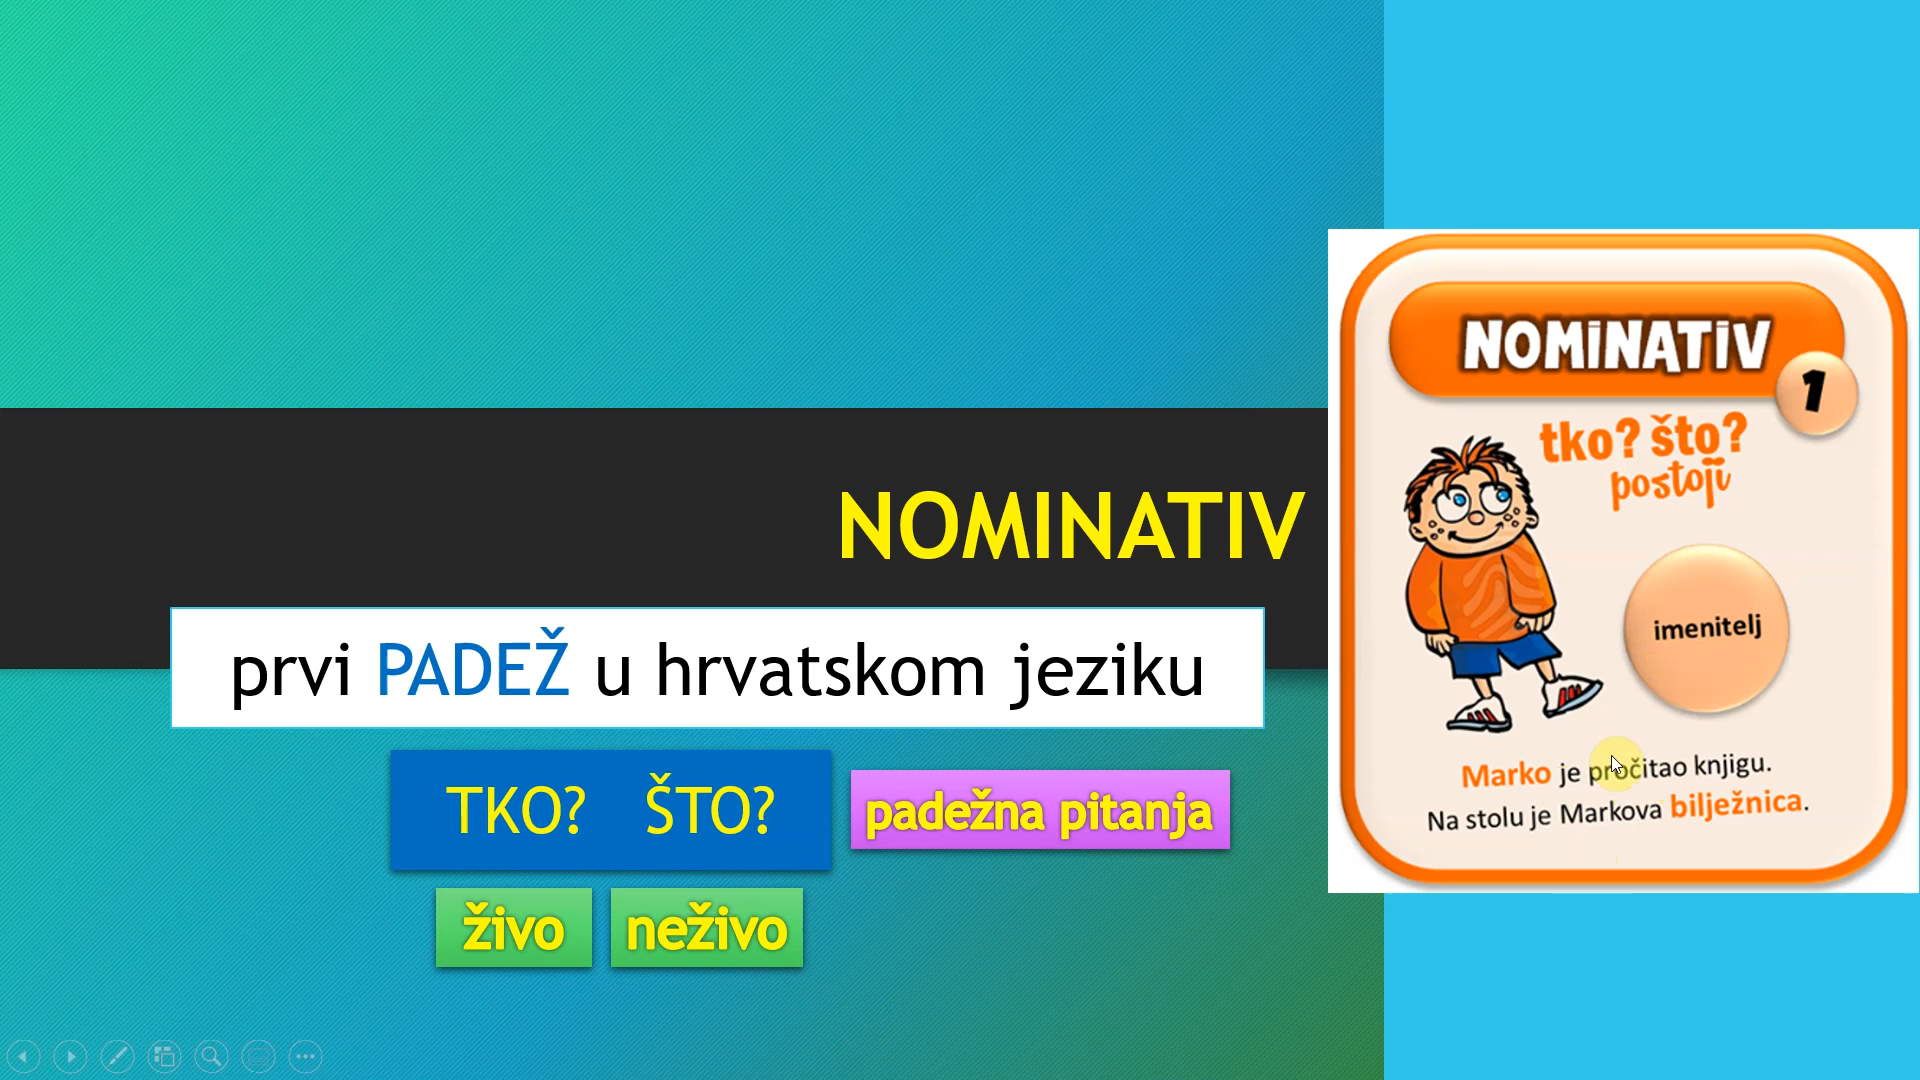 NOMINATIV
prvi PADEŽ u hrvatskom jeziku
TKO? ŠTO?
padežna pitanja
živo
neživo
NOMiNATiV
1
tko? što?
postoji
imenitelj
Marko je pročitao knjigu.
Na stolu je Markova bilježnica.